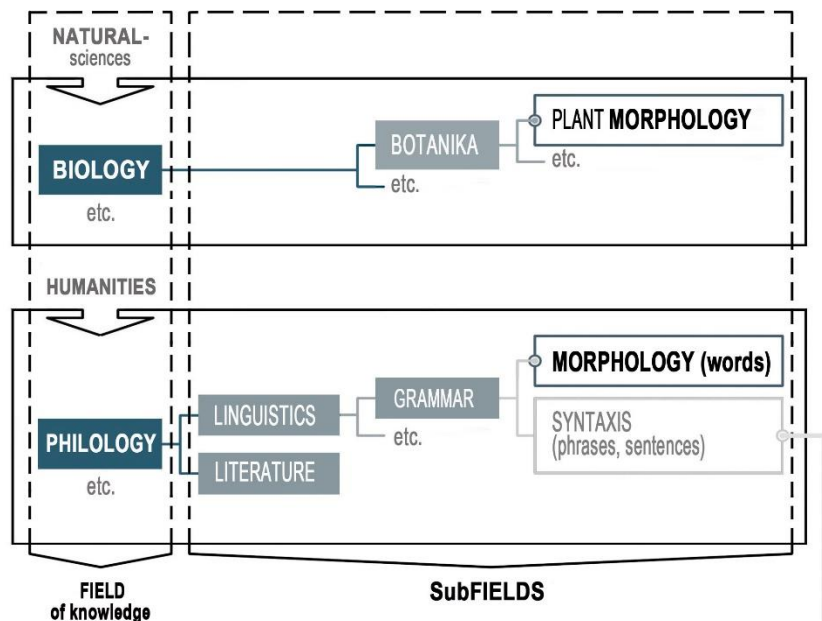 NATURAL-
sciences
BIOLOGY
etc.
BOTANIKA
etc.
PLANT MORPHOLOGY
etc.
HUMANITIES
PHILOLOGY
etc.
LINGUISTICS
LITERATURE
GRAMMAR
etc.
MORPHOLOGY (words)
SYNTAXIS
(phrases, sentences)
FIELD
of knowledge
SubFIELDS